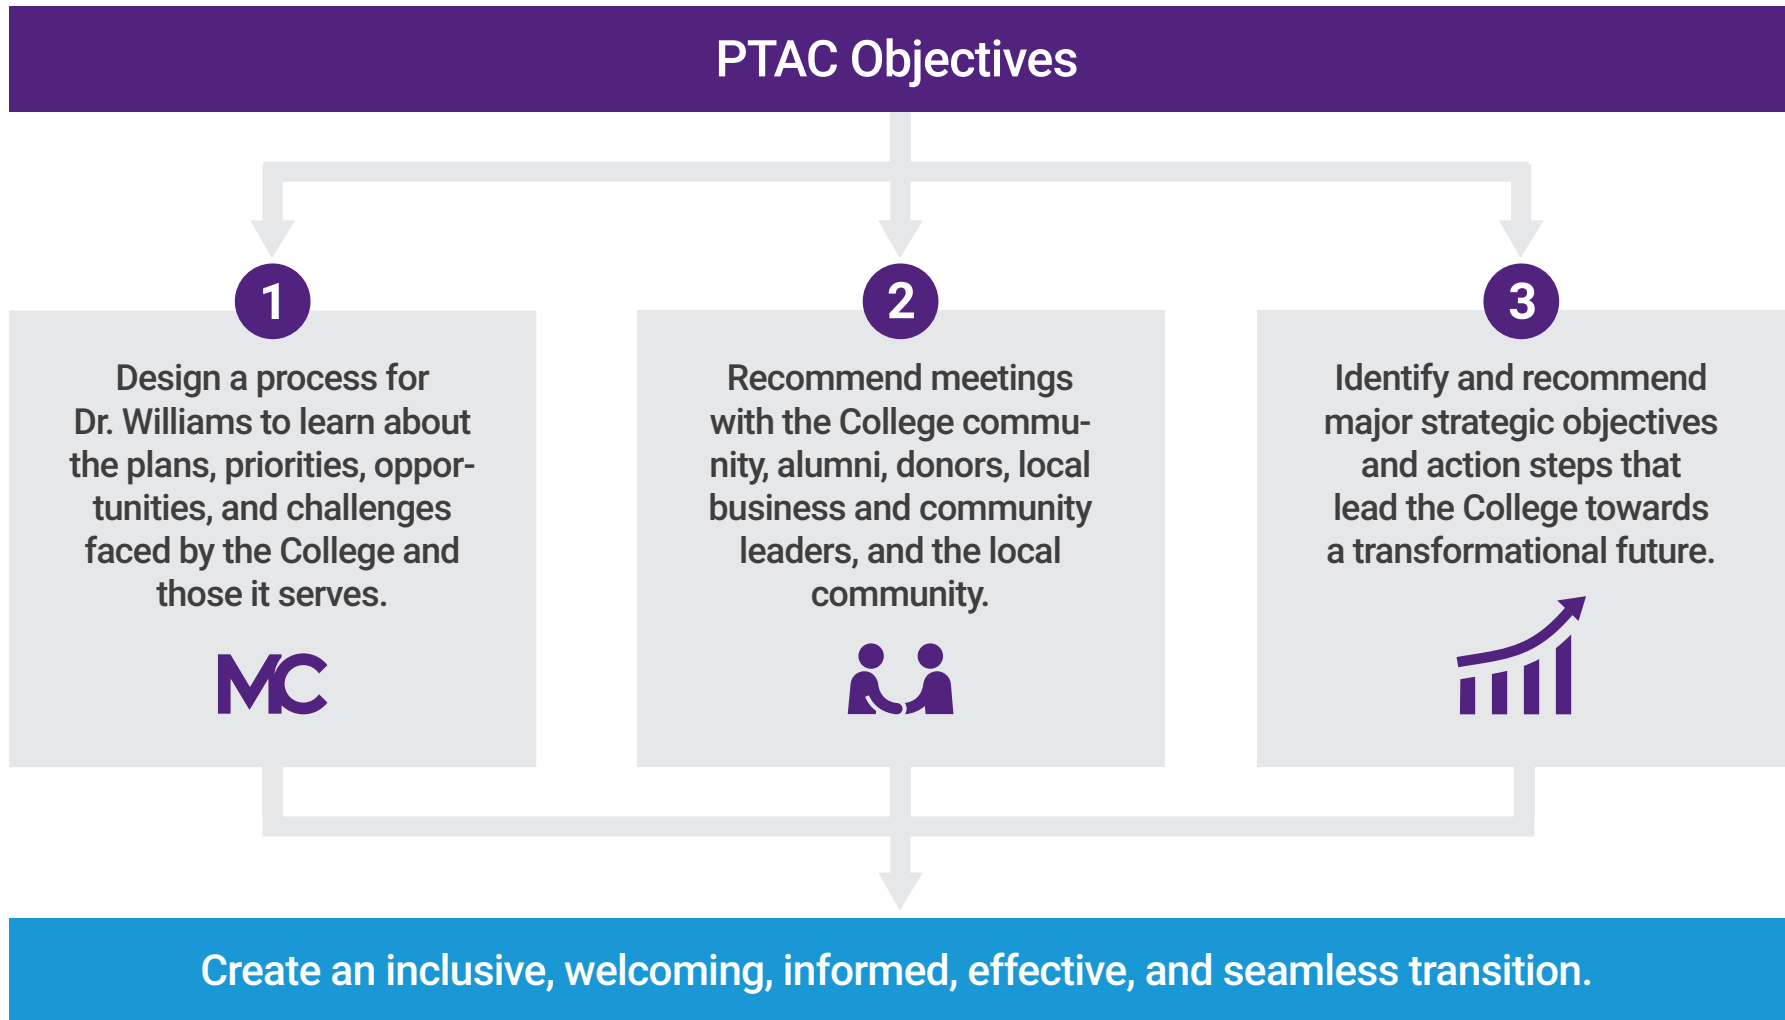 PTAC Objectives
1
Design a process for
Dr. Williams to learn about
the plans, priorities, oppor-
tunities, and challenges
faced by the College and
those it serves.
MC
2
Recommend meetings
with the College commu-
nity, alumni, donors, local
business and community
leaders, and the local
community.
3
Identify and recommend
major strategic objectives
and action steps that
lead the College towards
a transformational future.
Create an inclusive, welcoming, informed, effective, and seamless transition.